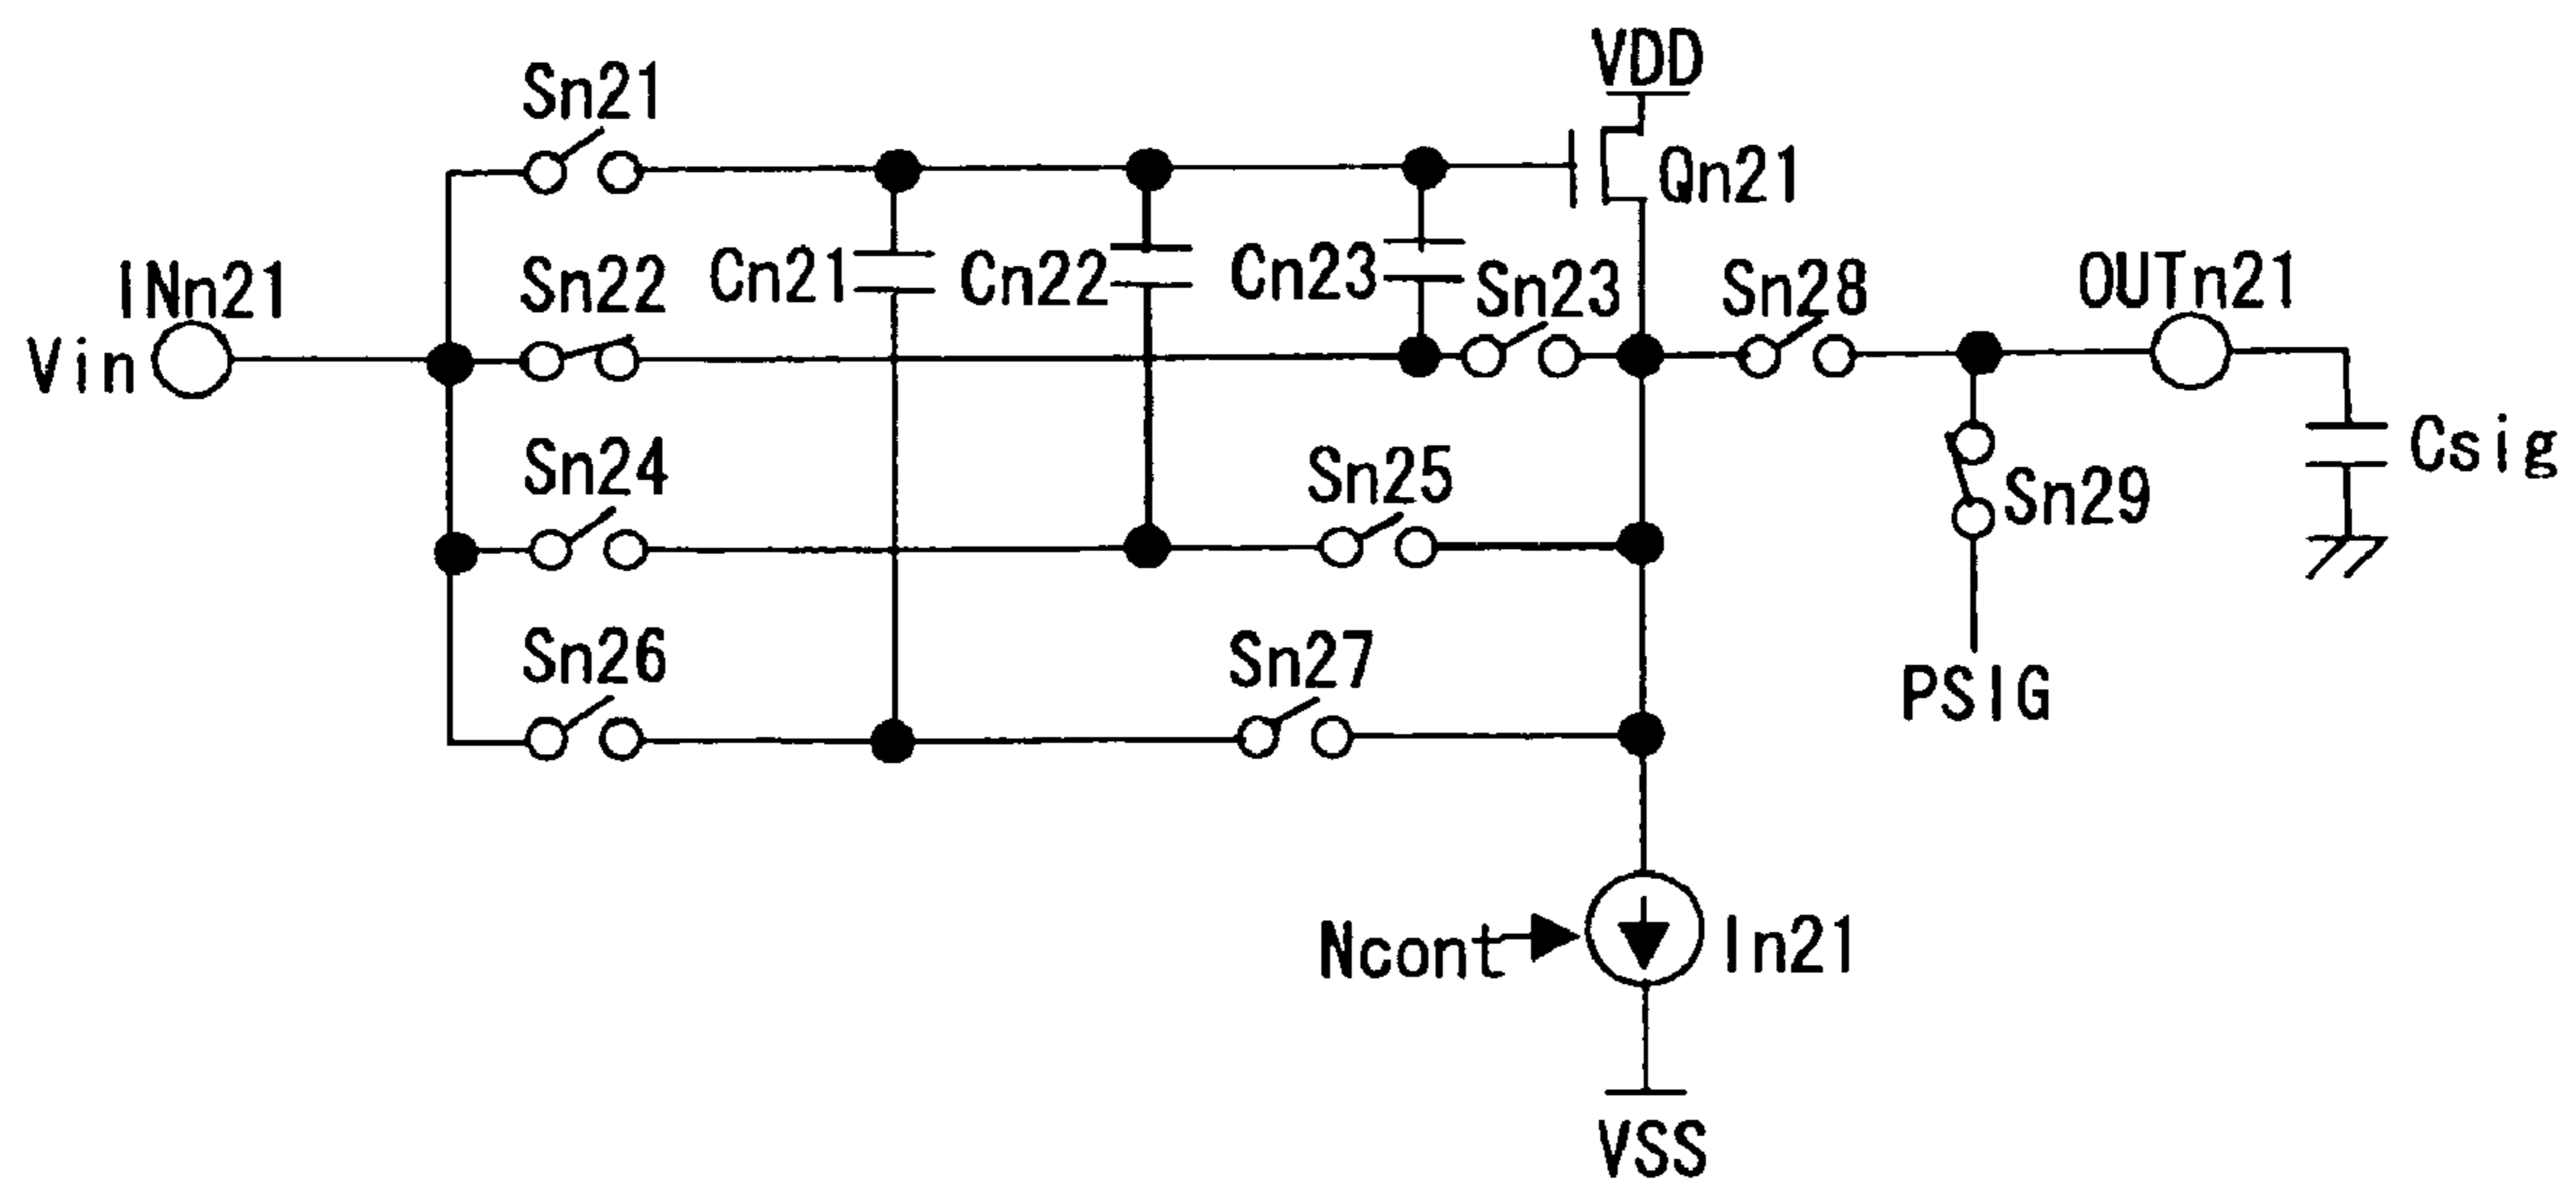 VDD
Sn21
Qn21
INn21
Sn22
Cn21
Cn22
Cn23
Sn23
Sn28
OUTn21
Vin
Csig
Sn24
Sn25
Sn29
Sn26
Sn27
PSIG
Ncont
In21
VSS